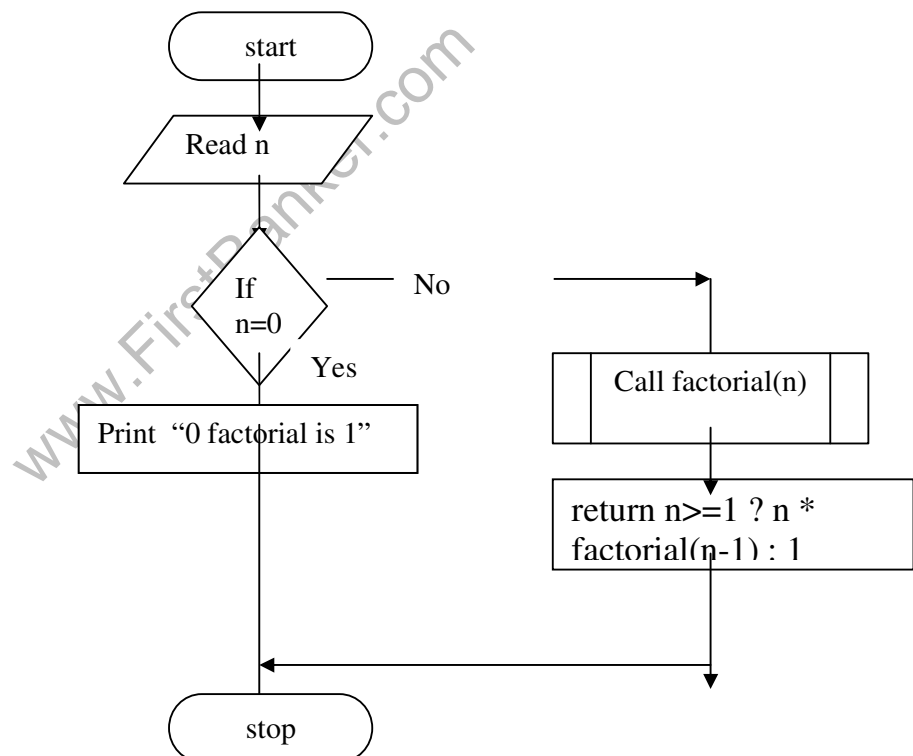 start
Read n
If
n=0
No
Yes
Call factorial(n)
Print “0 factorial is 1”
return n>=1 ? n *
factorial(n-1) : 1
stop
www.FirstRanker.com